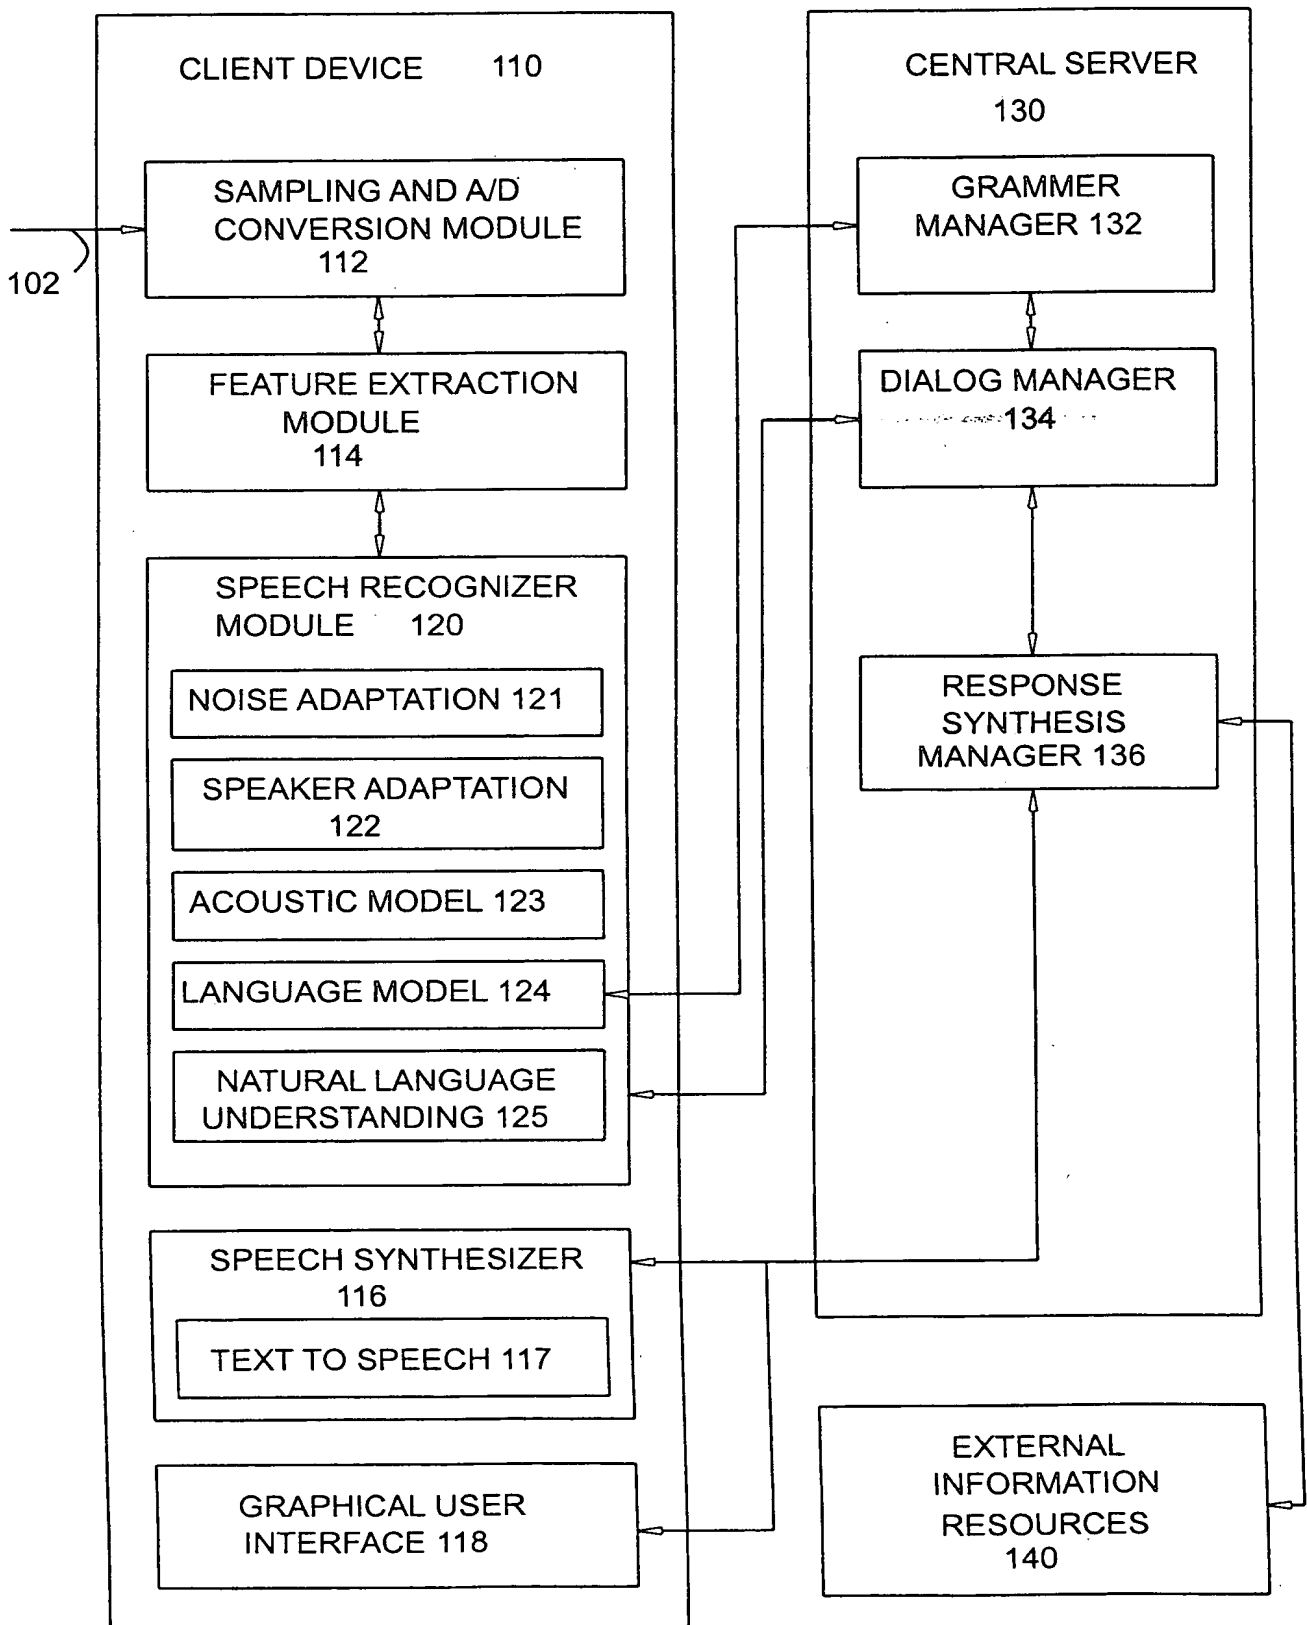 CLIENT DEVICE 110
SAMPLING AND A/D
CONVERSION MODULE
112
102
FEATURE EXTRACTION
MODULE
114
SPEECH RECOGNIZER
MODULE 120
NOISE ADAPTATION 121
SPEAKER ADAPTATION
122
ACOUSTIC MODEL 123
LANGUAGE MODEL 124
NATURAL LANGUAGE
UNDERSTANDING 125
SPEECH SYNTHESIZER
116
TEXT TO SPEECH 117
GRAPHICAL USER
INTERFACE 118
CENTRAL SERVER
130
GRAMMER
MANAGER 132
DIALOG MANAGER
134
RESPONSE
SYNTHESIS
MANAGER 136
EXTERNAL
INFORMATION
RESOURCES
140